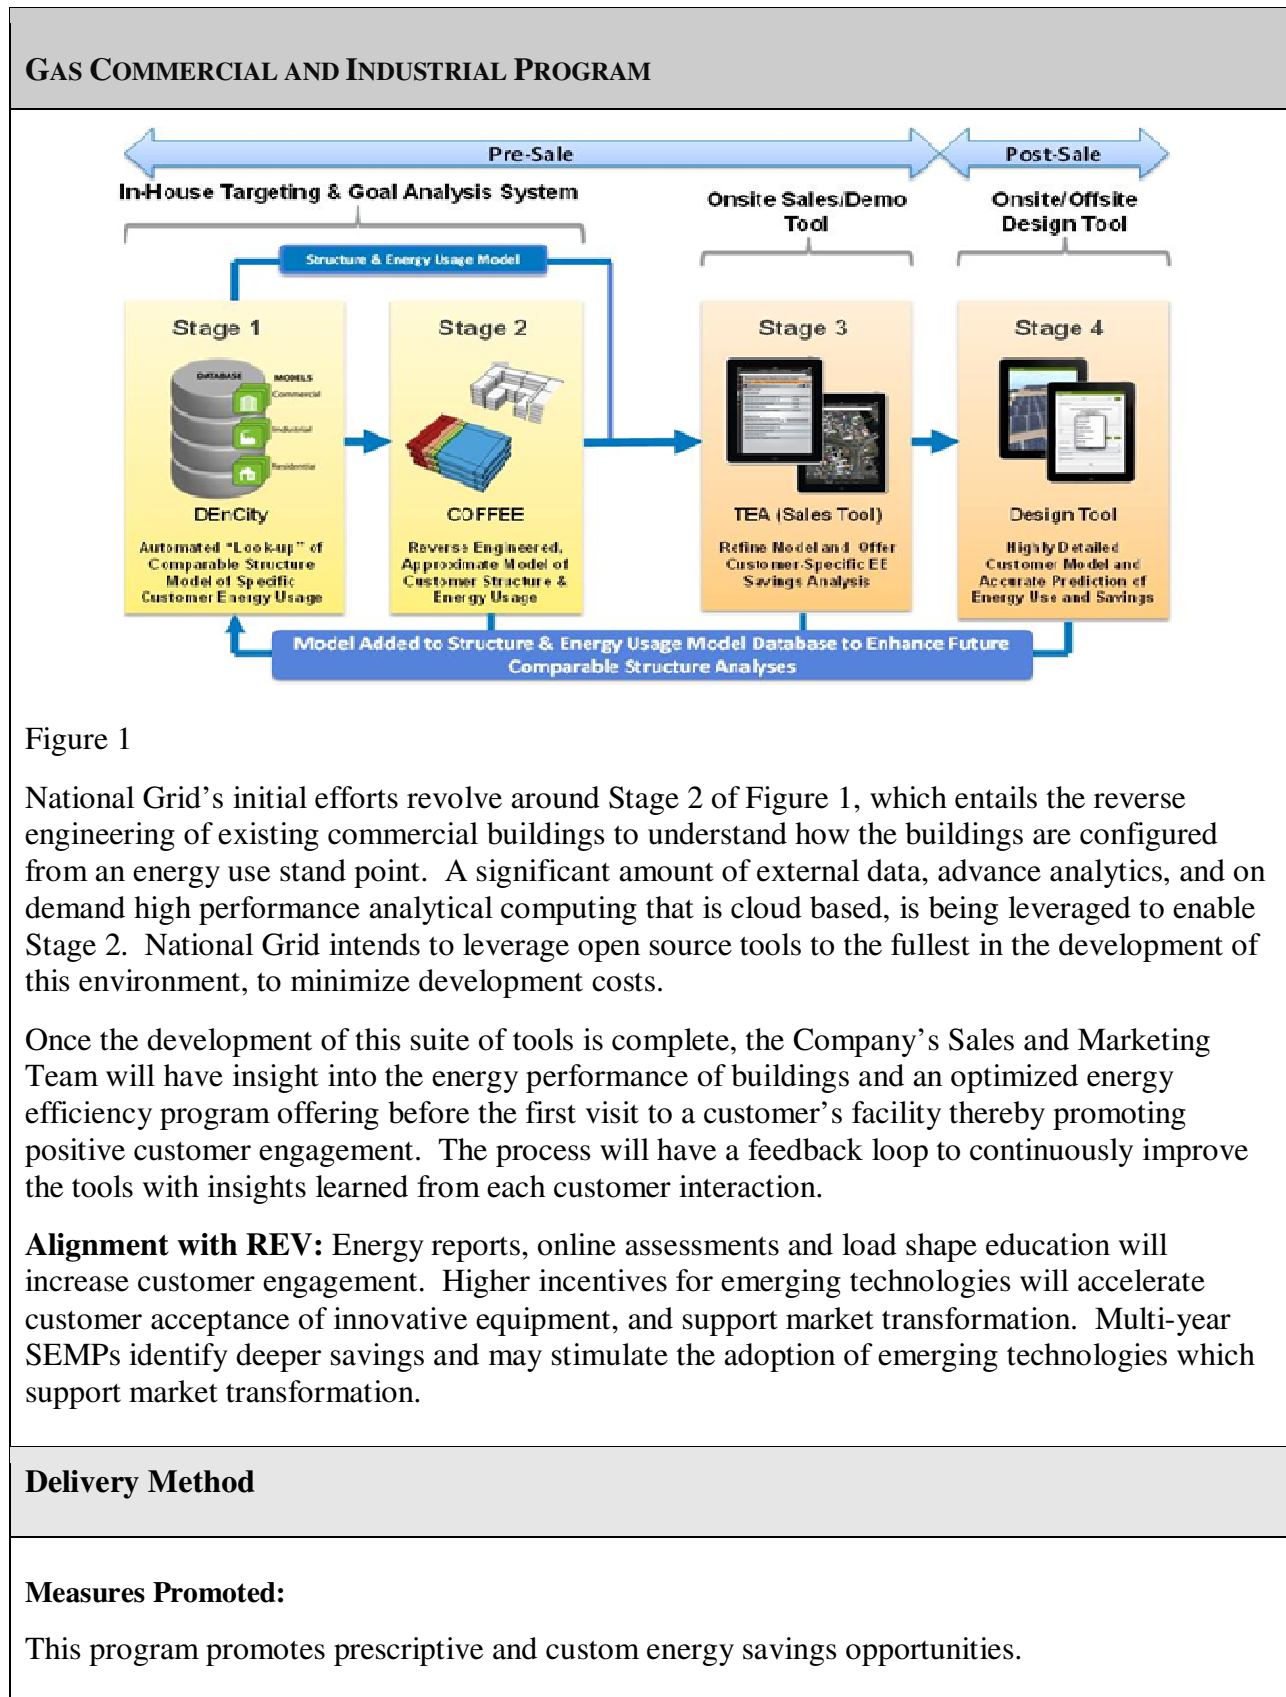 GAS COMMERCIAL AND INDUSTRIAL PROGRAM
Pre-Sale
Post-Sale
In-House Targeting & Goal Analysis System
Onsite Sales/Demo
Tool
Onsite/Offsite
Design Tool
Structure & Energy Usage Model
Stage 1
Stage 2
Stage 3
Stage 4
DATABASE
MODELS
Commercial
Industrial
Residential
DEnCity
COFFEE
TEA (Sales Tool)
Design Tool
Automated "Look-up" of
Comparable Structure
Model of Specific
Customer Energy Usage
Reverse Engineered,
Approximate Model of
Customer Structure &
Energy Usage
Refine Model and Offer
Customer-Specific EE
Savings Analysis
Highly Detailed
Customer Model and
Accurate Prediction of
Energy Use and Savings
Model Added to Structure & Energy Usage Model Database to Enhance Future
Comparable Structure Analyses
Figure 1
National Grid's initial efforts revolve around Stage 2 of Figure 1, which entails the reverse
engineering of existing commercial buildings to understand how the buildings are configured
from an energy use stand point.  A significant amount of external data, advance analytics, and on
demand high performance analytical computing that is cloud based, is being leveraged to enable
Stage 2.  National Grid intends to leverage open source tools to the fullest in the development of
this environment, to minimize development costs.
Once the development of this suite of tools is complete, the Company's Sales and Marketing
Team will have insight into the energy performance of buildings and an optimized energy
efficiency program offering before the first visit to a customer's facility thereby promoting
positive customer engagement.  The process will have a feedback loop to continuously improve
the tools with insights learned from each customer interaction.
Alignment with REV: Energy reports, online assessments and load shape education will
increase customer engagement.  Higher incentives for emerging technologies will accelerate
customer acceptance of innovative equipment, and support market transformation.  Multi-year
SEMPs identify deeper savings and may stimulate the adoption of emerging technologies which
support market transformation.
Delivery Method
Measures Promoted:
This program promotes prescriptive and custom energy savings opportunities.